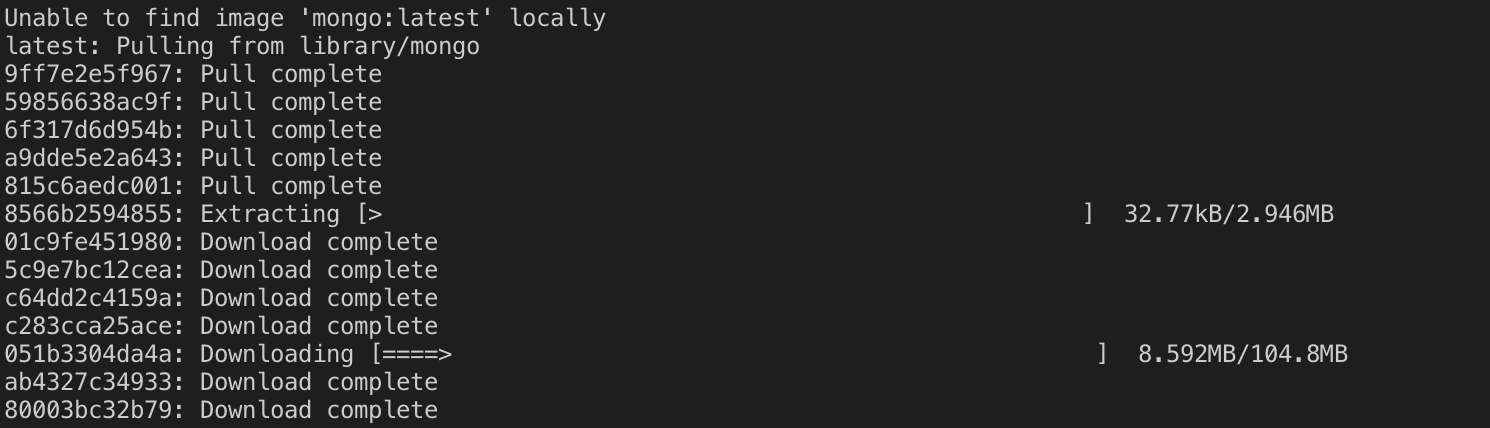 Unable to find image 'mongo:latest' locally
latest: Pulling from library/mongo
9ff7e2e5f967: Pull complete
59856638ac9f: Pull complete
6f317d6d954b: Pull complete
a9dde5e2a643: Pull complete
815c6aedc001: Pull complete
8566b2594855: Extracting [>                                                  ]  32.77kB/2.946MB
01c9fe451980: Download complete
5c9e7bc12cea: Download complete
c64dd2c4159a: Download complete
c283cca25ace: Download complete
051b3304da4a: Downloading [====>                                              ]  8.592MB/104.8MB
ab4327c34933: Download complete
80003bc32b79: Download complete